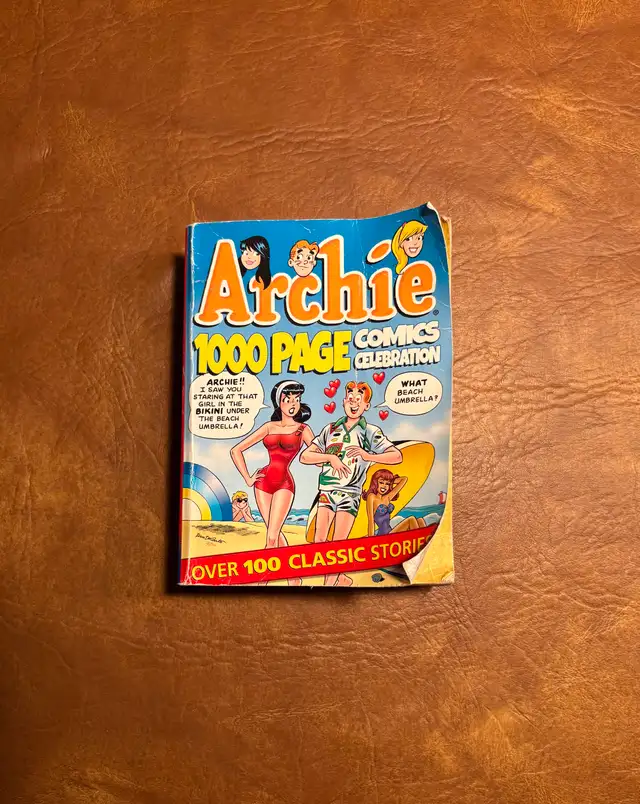 Archie
1000 PAGE COMICS
CELEBRATION
ARCHIE!!
I SAW YOU
STARING AT THAT
GIRL IN THE
BIKINI UNDER
THE BEACH
UMBRELLA!
WHAT
BEACH
UMBRELLA?
OVER 100 CLASSIC STORIES